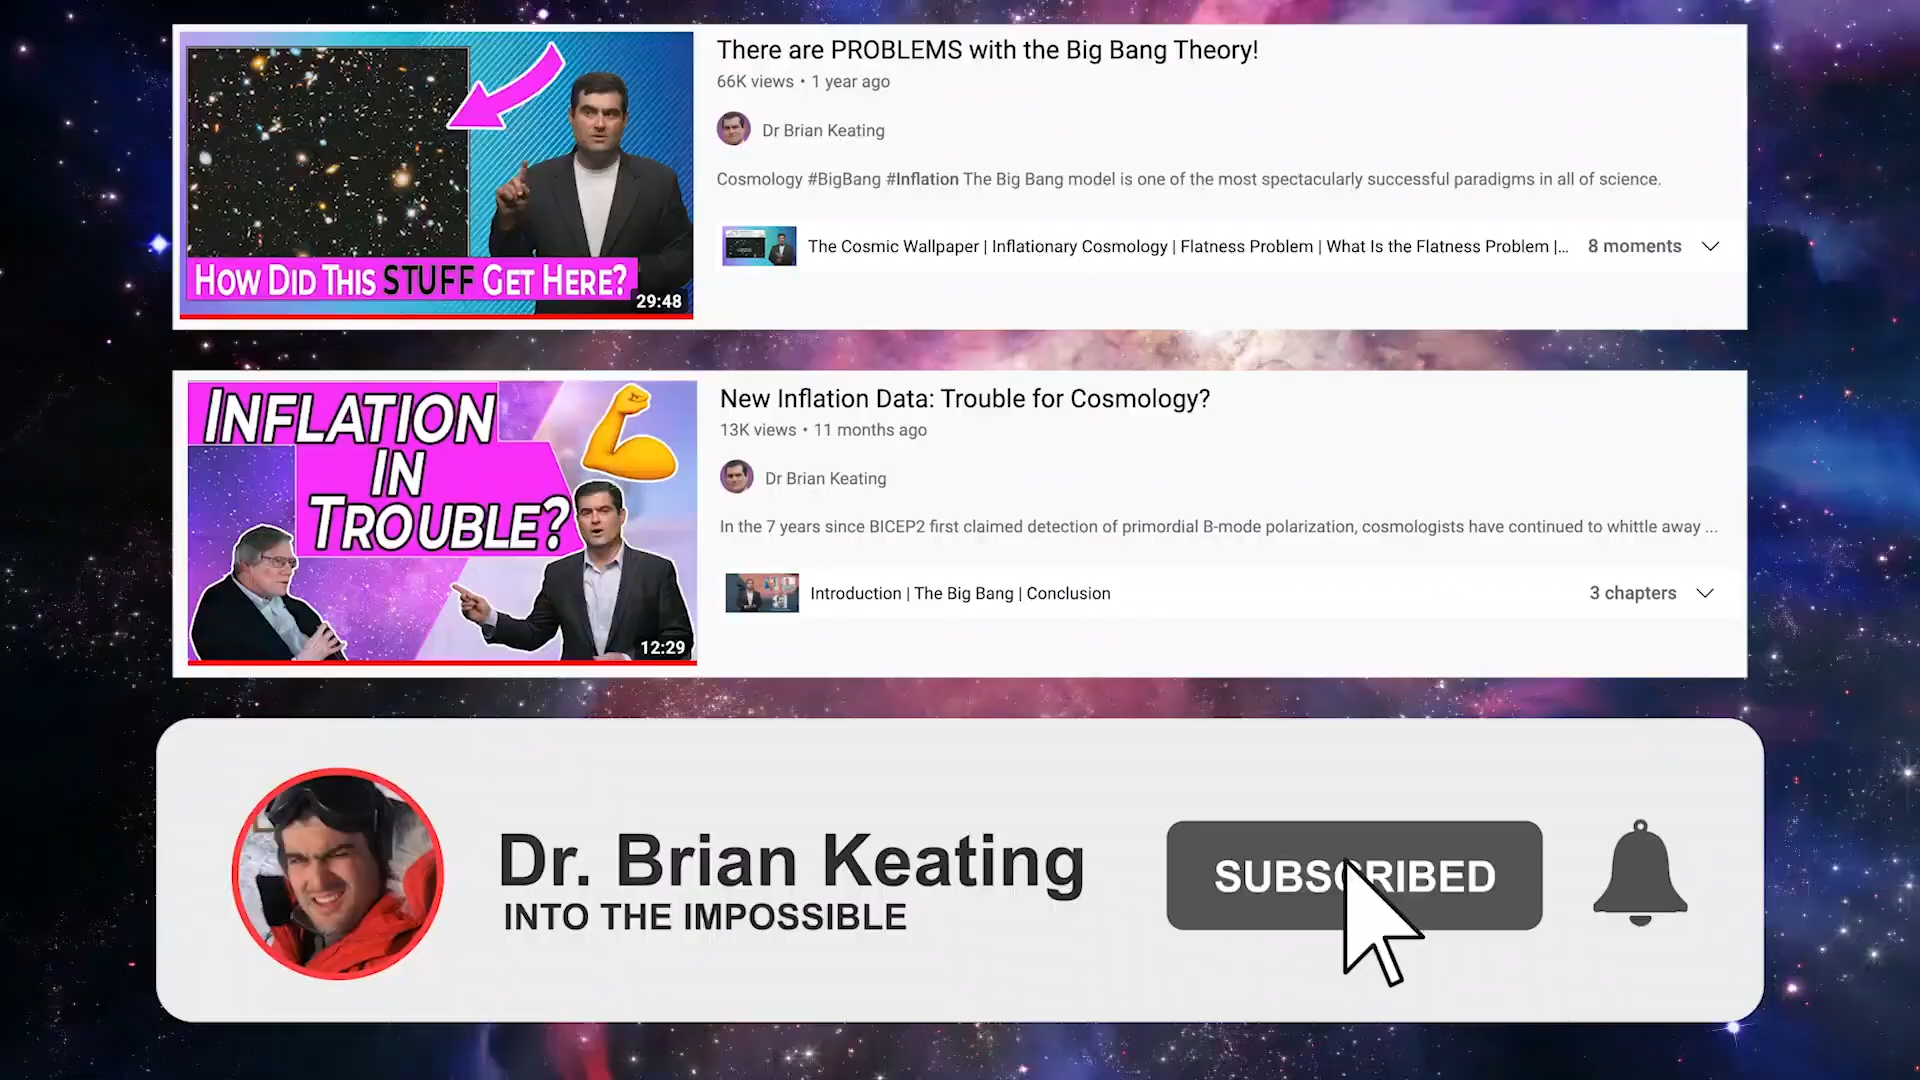 There are PROBLEMS with the Big Bang Theory!
66K views • 1 year ago
Dr Brian Keating
Cosmology #BigBang #Inflation The Big Bang model is one of the most spectacularly successful paradigms in all of science.
The Cosmic Wallpaper | Inflationary Cosmology | Flatness Problem | What Is the Flatness Problem |... 8 moments
HOW DID THIS STUFF GET HERE?
29:48
INFLATION
IN
TROUBLE?
12:29
New Inflation Data: Trouble for Cosmology?
13K views • 11 months ago
Dr Brian Keating
In the 7 years since BICEP2 first claimed detection of primordial B-mode polarization, cosmologists have continued to whittle away ...
Introduction | The Big Bang | Conclusion 3 chapters
Dr. Brian Keating
INTO THE IMPOSSIBLE
SUBSCRIBED